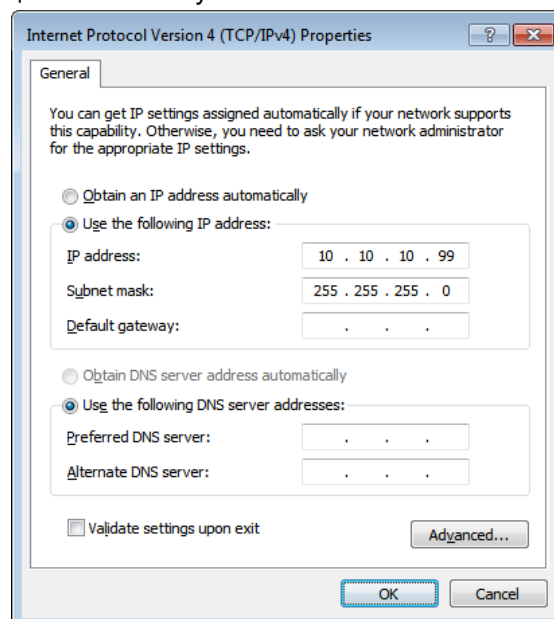 Internet Protocol Version 4 (TCP/IPv4) Properties
General
You can get IP settings assigned automatically if your network supports
this capability. Otherwise, you need to ask your network administrator
for the appropriate IP settings.
Obtain an IP address automatically
Use the following IP address:
IP address: 10 . 10 . 10 . 99
Subnet mask: 255 . 255 . 255 . 0
Default gateway: . . .
Obtain DNS server address automatically
Use the following DNS server addresses:
Preferred DNS server: . . .
Alternate DNS server: . . .
Validate settings upon exit
Advanced...
OK Cancel